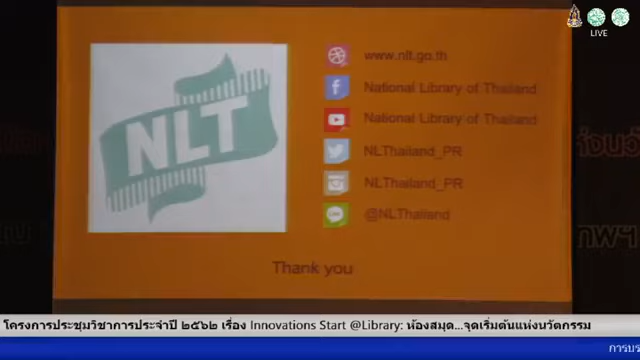 LIVE
NLT
www.nlt.go.th
National Library of Thailand
National Library of Thailand
NLThailand_PR
NLThailand_PR
@NLThailand
Thank you
โครงการประชุมวิชาการประจำปี ๒๕๖๒ เรื่อง Innovations Start @Library: ห้องสมุด...จุดเริ่มต้นแห่งนวัตกรรม